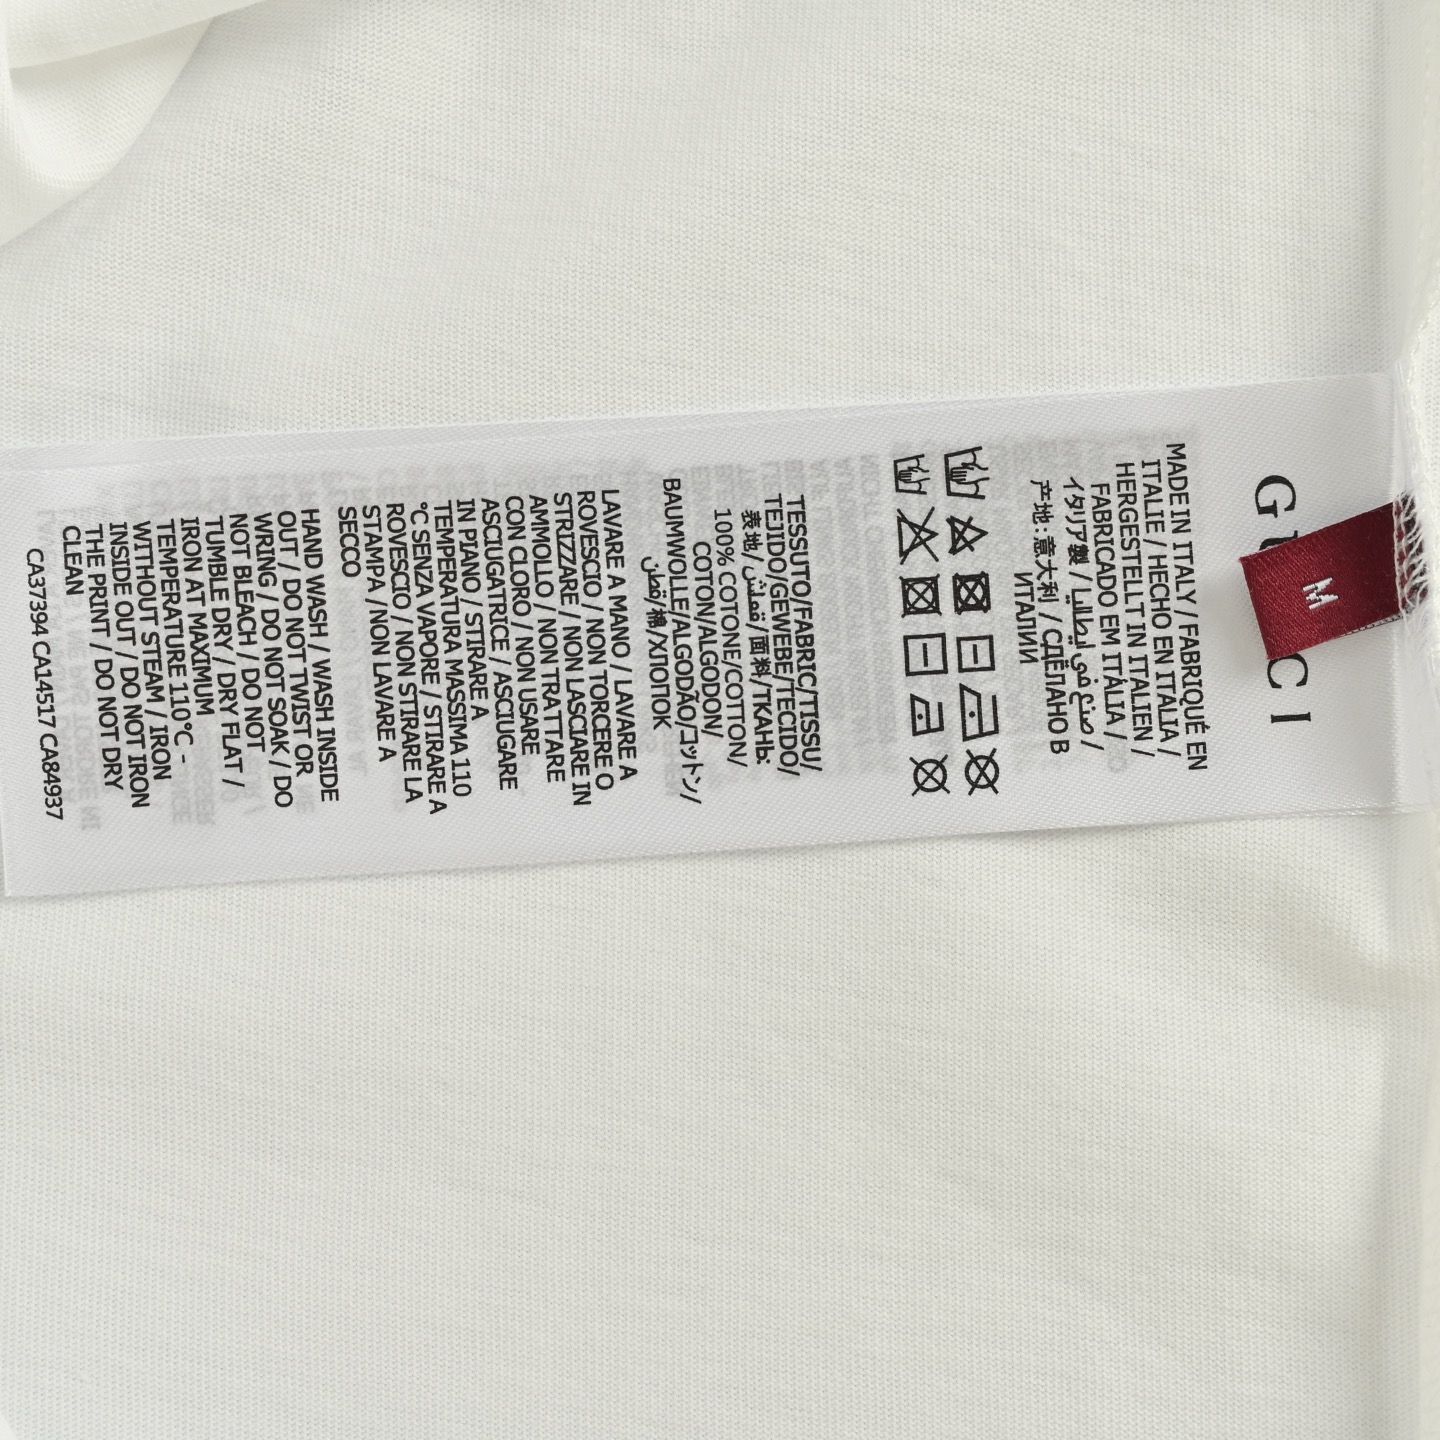 GUCCI
M
MADE IN ITALY / FABRIQUÉ EN
ITALIE / HECHO EN ITALIA /
HERGESTELLT IN ITALIEN /
FABRICADO EM ITÁLIA /
イタリア製 / صنع في إيطاليا /
产地 : 意大利 / СДЕЛАНО В
ИТАЛИИ
TESSUTO/FABRIC/TISSU/
TEJIDO/GEWEBE/TECIDO/
表地/ قماش / 面料/ТКАНЬ:
100% COTONE/COTTON/
COTON/ALGODON/
BAUMWOLLE/ALGODÃO/コットン/
قطن/棉/ХЛОПОК
LAVARE A MANO / LAVARE A
ROVESCIO / NON TORCERE O
STRIZZARE / NON LASCIARE IN
AMMOLLO / NON TRATTARE
CON CLORO / NON USARE
ASCIUGATRICE / ASCIUGARE
IN PIANO / STIRARE A
TEMPERATURA MASSIMA 110
°C SENZA VAPORE / STIRARE A
ROVESCIO / NON STIRARE LA
STAMPA / NON LAVARE A
SECCO
HAND WASH / WASH INSIDE
OUT / DO NOT TWIST OR
WRING / DO NOT SOAK / DO
NOT BLEACH / DO NOT
TUMBLE DRY / DRY FLAT /
IRON AT MAXIMUM
TEMPERATURE 110°C -
WITHOUT STEAM / IRON
INSIDE OUT / DO NOT IRON
THE PRINT / DO NOT DRY
CLEAN
CA37394 CA14517 CA84937